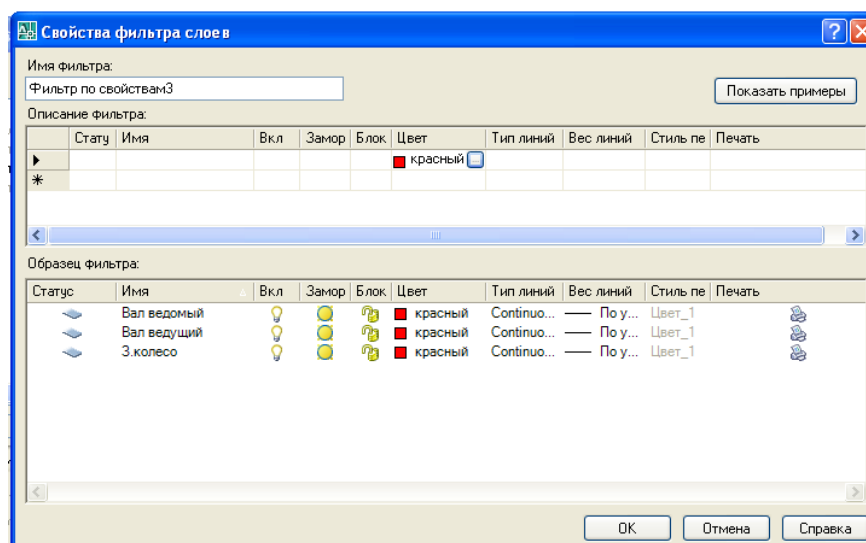 Свойства фильтра слоев
Имя фильтра:
Фильтр по свойствам3
Показать примеры
Описание фильтра:
Стату Имя Вкл Замор Блок Цвет Тип линий Вес линий Стиль пе Печать
красный ...
*
Образец фильтра:
Статус Имя Вкл Замор Блок Цвет Тип линий Вес линий Стиль пе Печать
Вал ведомый красный Continuo... По у... Цвет_1
Вал ведущий красный Continuo... По у... Цвет_1
З.колесо красный Continuo... По у... Цвет_1
OK Отмена Справка